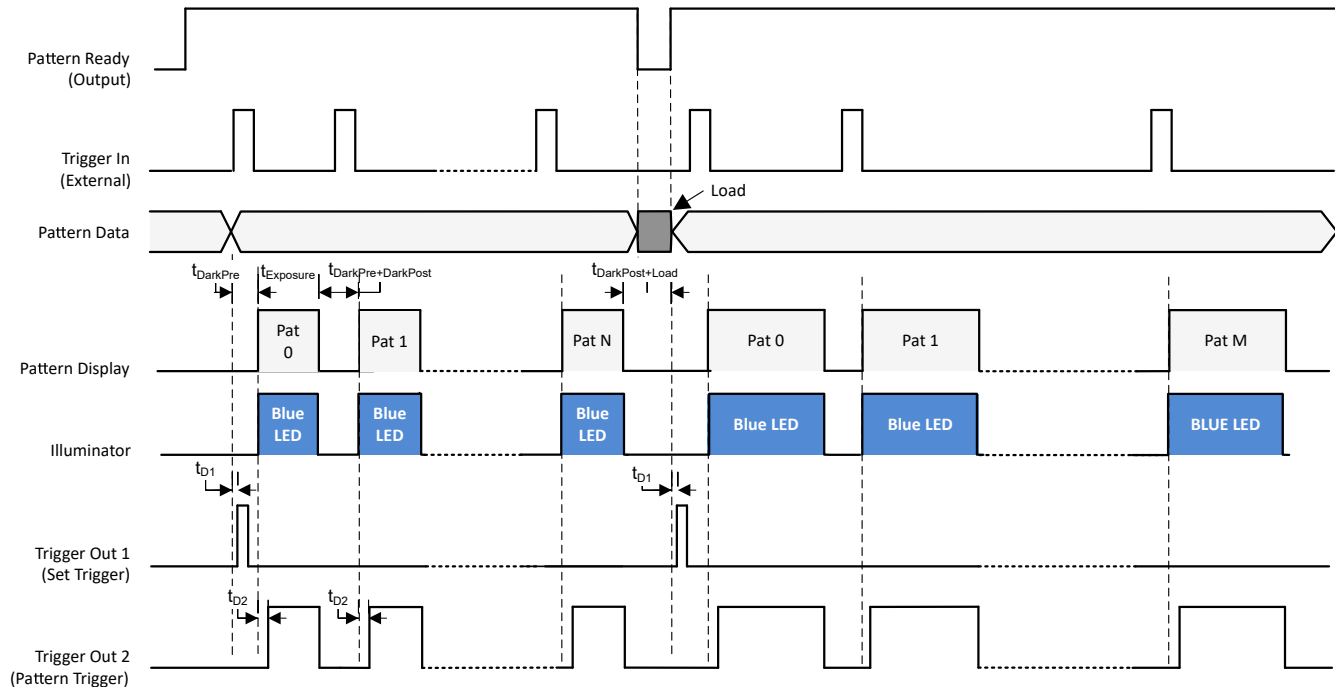 Pattern Ready
(Output)
Trigger In
(External)
Load
Pattern Data
tDarkPre
tExposure
tDarkPre+DarkPost
tDarkPost+Load
Pat
0
Pat 1
Pat N
Pat 0
Pat 1
Pat M
Pattern Display
Blue
LED
Blue
LED
Blue
LED
Blue LED
Blue LED
BLUE LED
Illuminator
tD1
tD1
Trigger Out 1
(Set Trigger)
tD2
tD2
Trigger Out 2
(Pattern Trigger)